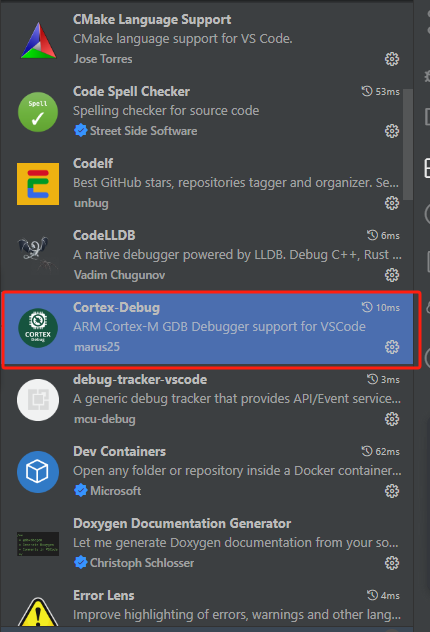 CMake Language Support
CMake language support for VS Code.
Jose Torres
Spell
Code Spell Checker 53ms
Spelling checker for source code
Street Side Software
Codelf
Best GitHub stars, repositories tagger and organizer. Se...
unbug
CodeLLDB 6ms
A native debugger powered by LLDB. Debug C++, Rust ...
Vadim Chugunov
CORTEX
Debug
Cortex-Debug 10ms
ARM Cortex-M GDB Debugger support for VSCode
marus25
debug-tracker-vscode 3ms
A generic debug tracker that provides API/Event service...
mcu-debug
Dev Containers 62ms
Open any folder or repository inside a Docker container...
Microsoft
Doxygen Documentation Generator
Let me generate Doxygen documentation from your so...
Christoph Schlosser
Error Lens 4ms
Improve highlighting of errors, warnings and other lang...